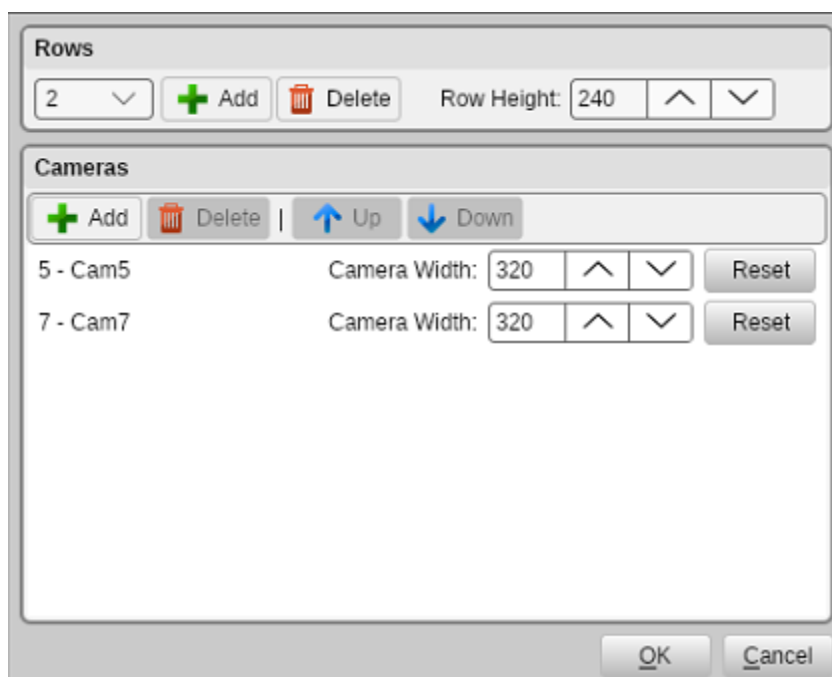 Rows
2 Add Delete Row Height: 240
Cameras
Add Delete | Up Down
5 - Cam5 Camera Width: 320 Reset
7 - Cam7 Camera Width: 320 Reset
OK Cancel